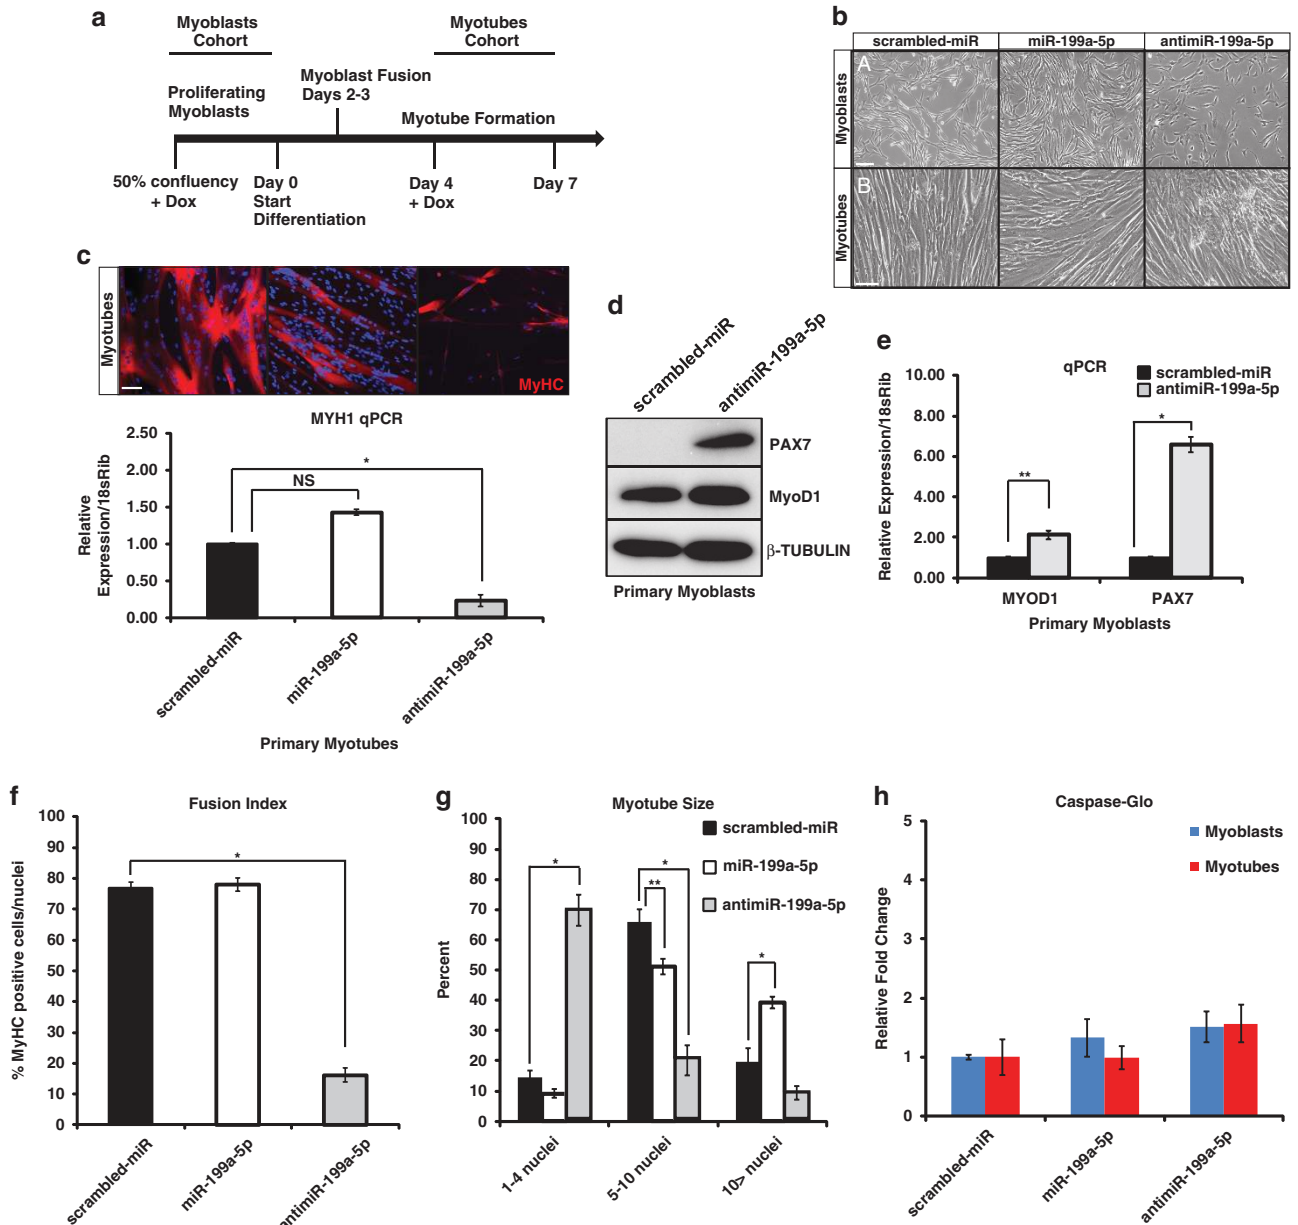 a
Myoblasts
Cohort
Myotubes
Cohort
Proliferating
Myoblasts
Myoblast Fusion
Days 2-3
Myotube Formation
50% confluency
+ Dox
Day 0
Start
Differentiation
Day 4
+ Dox
Day 7
b
scrambled-miR miR-199a-5p antimiR-199a-5p
Myoblasts
A
Myotubes
B
c
Myotubes
MyHC
MYH1 qPCR
Relative
Expression/18sRib
2.50
2.00
1.50
1.00
0.50
0.00
*
NS
scrambled-miR
miR-199a-5p
antimiR-199a-5p
Primary Myotubes
d
scrambled-miR
antimiR-199a-5p
PAX7
MyoD1
β-TUBULIN
Primary Myoblasts
e
qPCR
scrambled-miR
antimiR-199a-5p
Relative Expression/18sRib
10.00
8.00
6.00
4.00
2.00
0.00
**
*
MYOD1 PAX7
Primary Myoblasts
f
Fusion Index
% MyHC positive cells/nuclei
100
90
80
70
60
50
40
30
20
10
0
*
scrambled-miR
miR-199a-5p
antimiR-199a-5p
g
Myotube Size
scrambled-miR
miR-199a-5p
antimiR-199a-5p
Percent
100
90
80
70
60
50
40
30
20
10
0
*
*
**
*
1-4 nuclei
5-10 nuclei
10> nuclei
h
Caspase-Glo
Myoblasts
Myotubes
Relative Fold Change
5
4
3
2
1
0
scrambled-miR
miR-199a-5p
antimiR-199a-5p